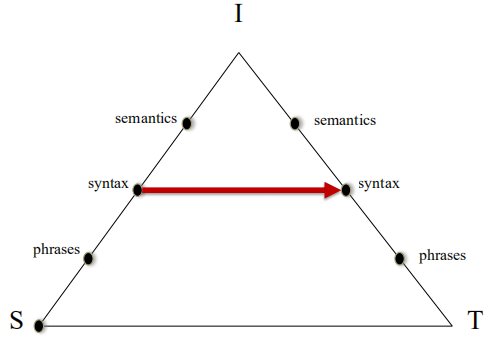 I
semantics
semantics
syntax
syntax
phrases
phrases
S
T